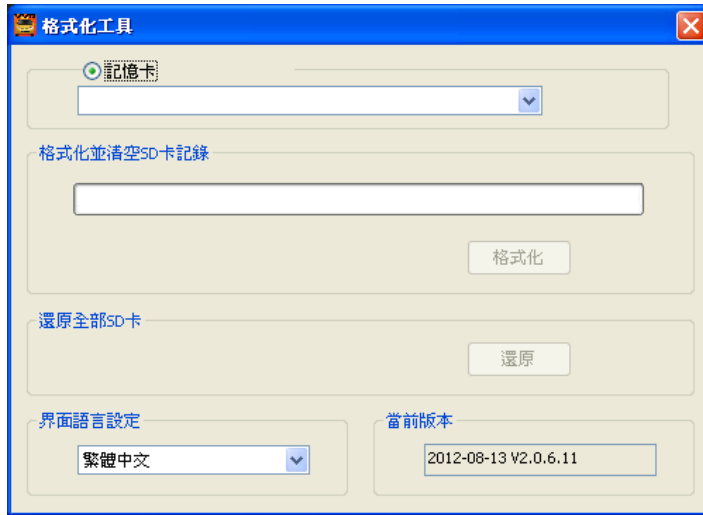 格式化工具
記憶卡
格式化並清空SD卡記錄
格式化
還原全部SD卡
還原
界面語言設定
當前版本
繁體中文
2012-08-13 V2.0.6.11